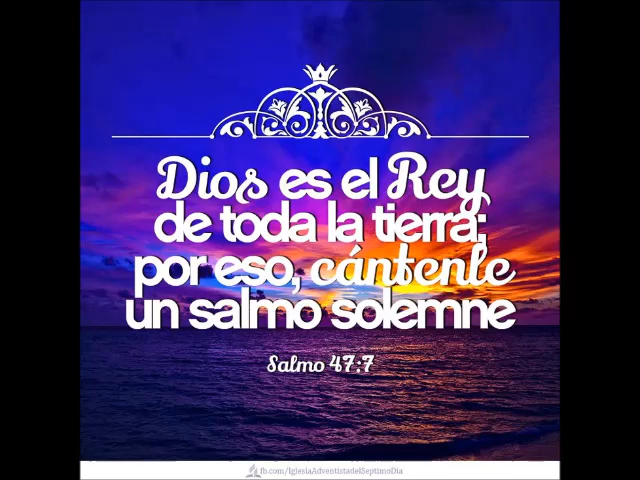 Dios es el Rey
de toda la tierra;
por eso, cántenle
un salmo solemne
Salmo 47:7
fb.com/IglesiaAdventistadelSeptimoDia